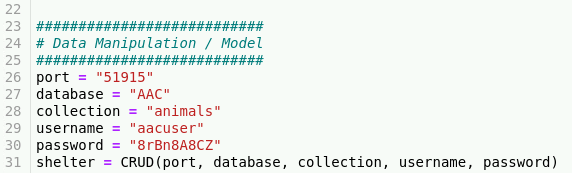 22
23 ###########################
24 # Data Manipulation / Model
25 ###########################
26 port = "51915"
27 database = "AAC"
28 collection = "animals"
29 username = "aacuser"
30 password = "8rBn8A8CZ"
31 shelter = CRUD(port, database, collection, username, password)